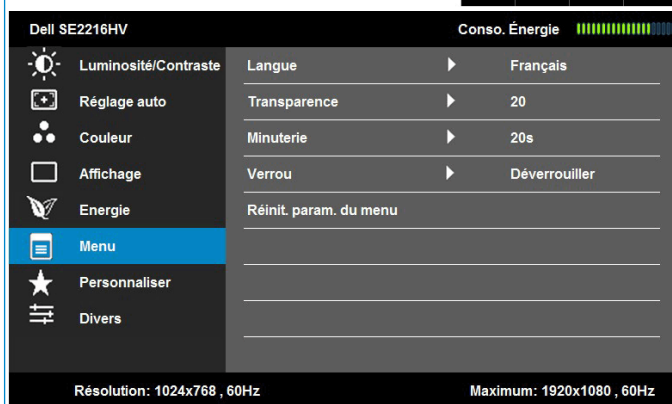 Dell SE2216HV Conso. Énergie
Luminosité/Contraste Langue Français
Réglage auto Transparence 20
Couleur Minuterie 20s
Affichage Verrou Déverrouiller
Energie Réinit. param. du menu
Menu
Personnaliser
Divers
Résolution: 1024x768 , 60Hz Maximum: 1920x1080 , 60Hz